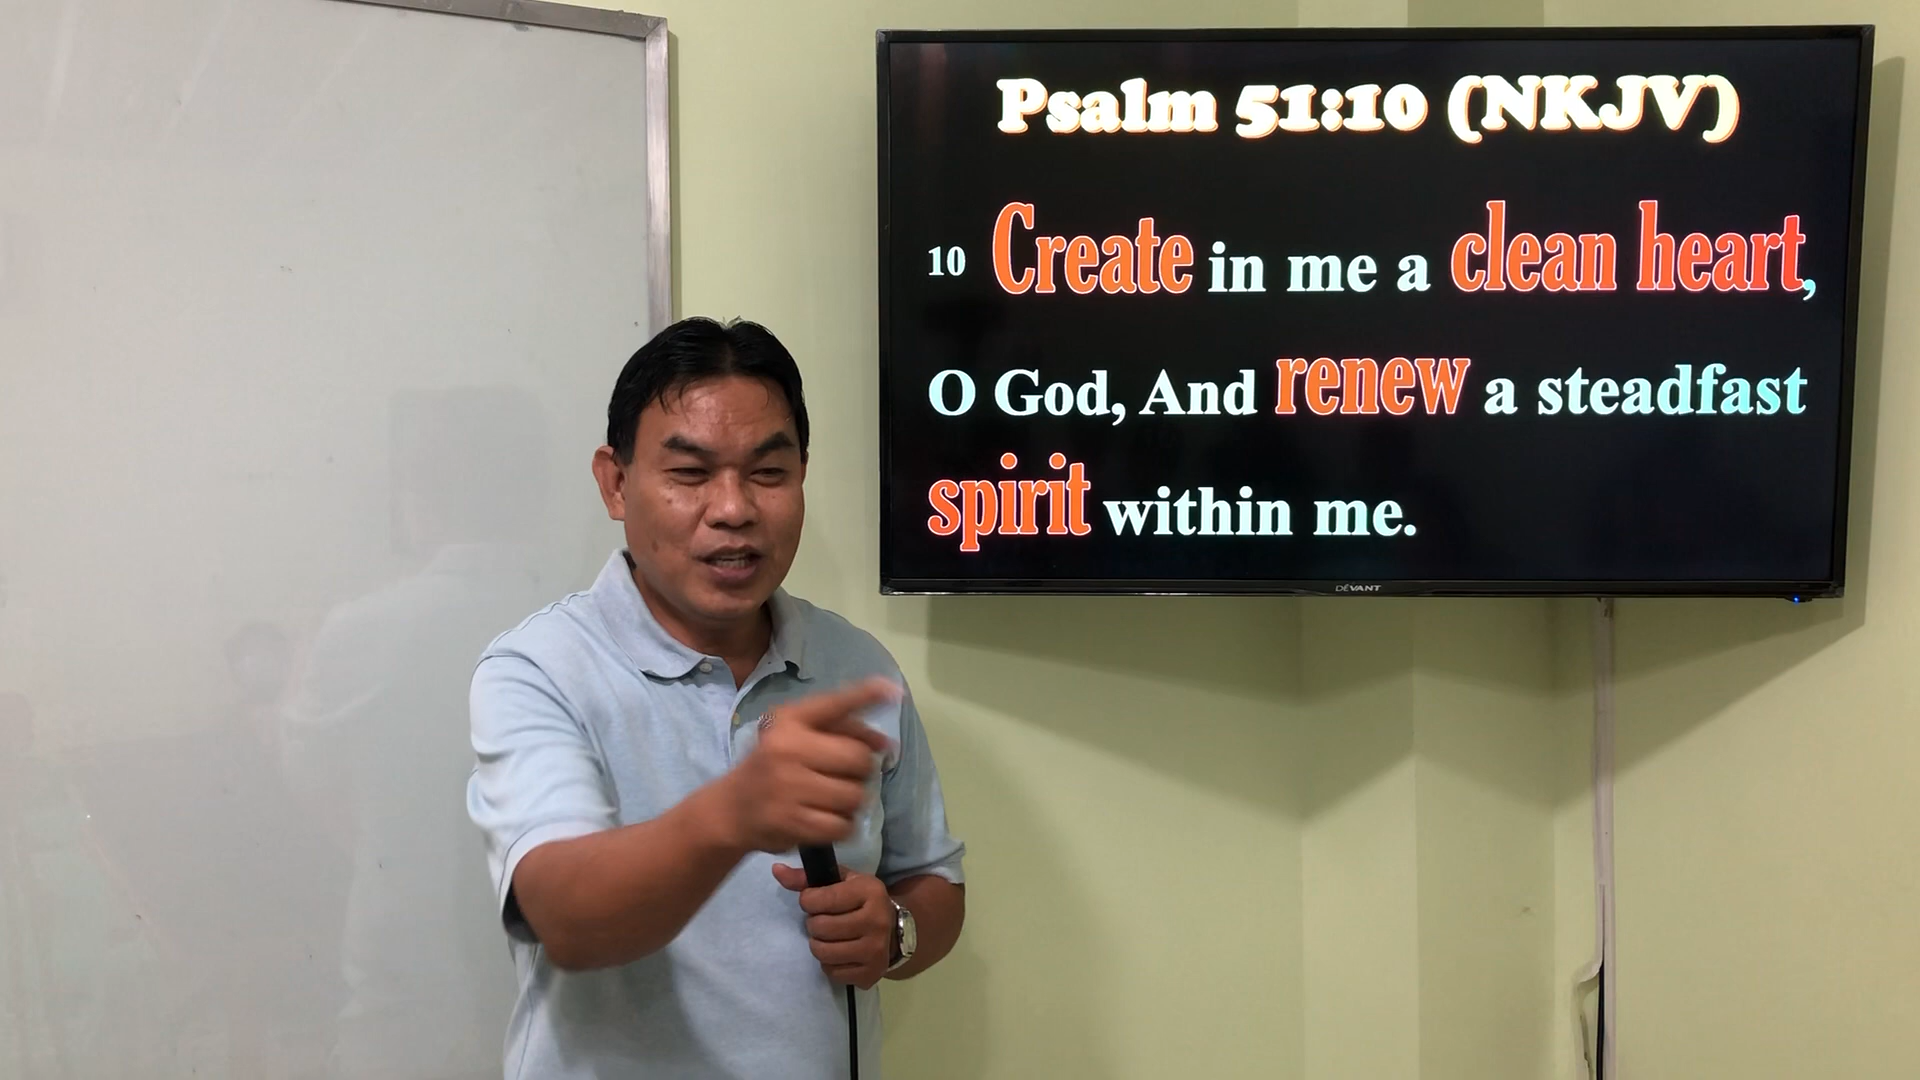 Psalm 51:10 (NKJV)
10 Create in me a clean heart,
O God, And renew a steadfast
spirit within me.
DEVANT